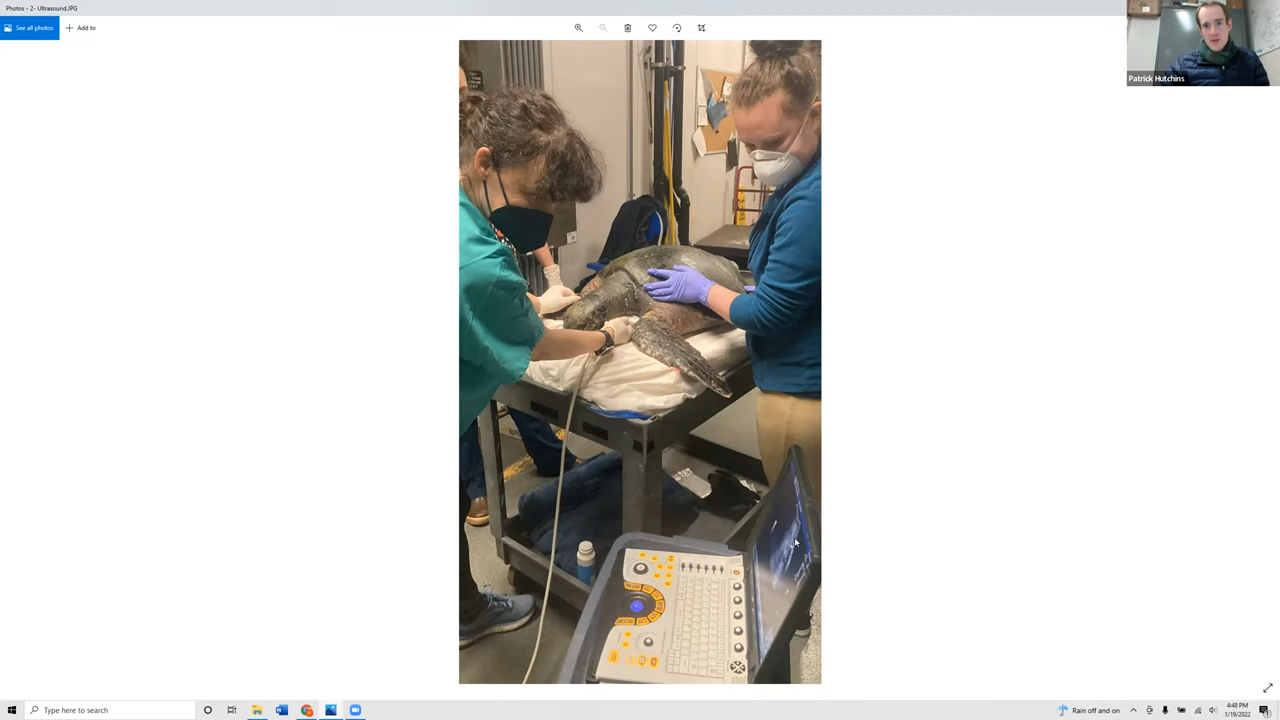 Photos - 2- Ultrasound.JPG
See all photos
Add to
Patrick Hutchins
Type here to search
Rain off and on
4:48 PM
1/19/2022